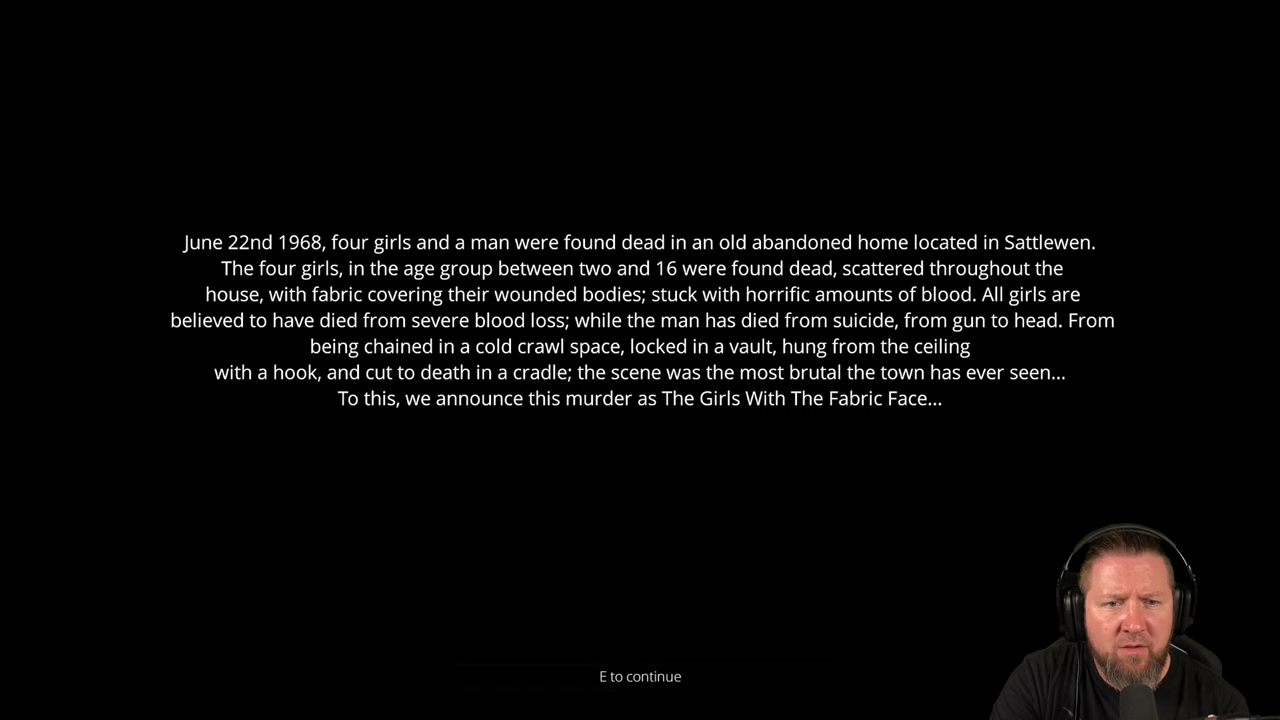 June 22nd 1968, four girls and a man were found dead in an old abandoned home located in Sattlewen.
The four girls, in the age group between two and 16 were found dead, scattered throughout the
house, with fabric covering their wounded bodies; stuck with horrific amounts of blood. All girls are
believed to have died from severe blood loss; while the man has died from suicide, from gun to head. From
being chained in a cold crawl space, locked in a vault, hung from the ceiling
with a hook, and cut to death in a cradle; the scene was the most brutal the town has ever seen...
To this, we announce this murder as The Girls With The Fabric Face...
E to continue